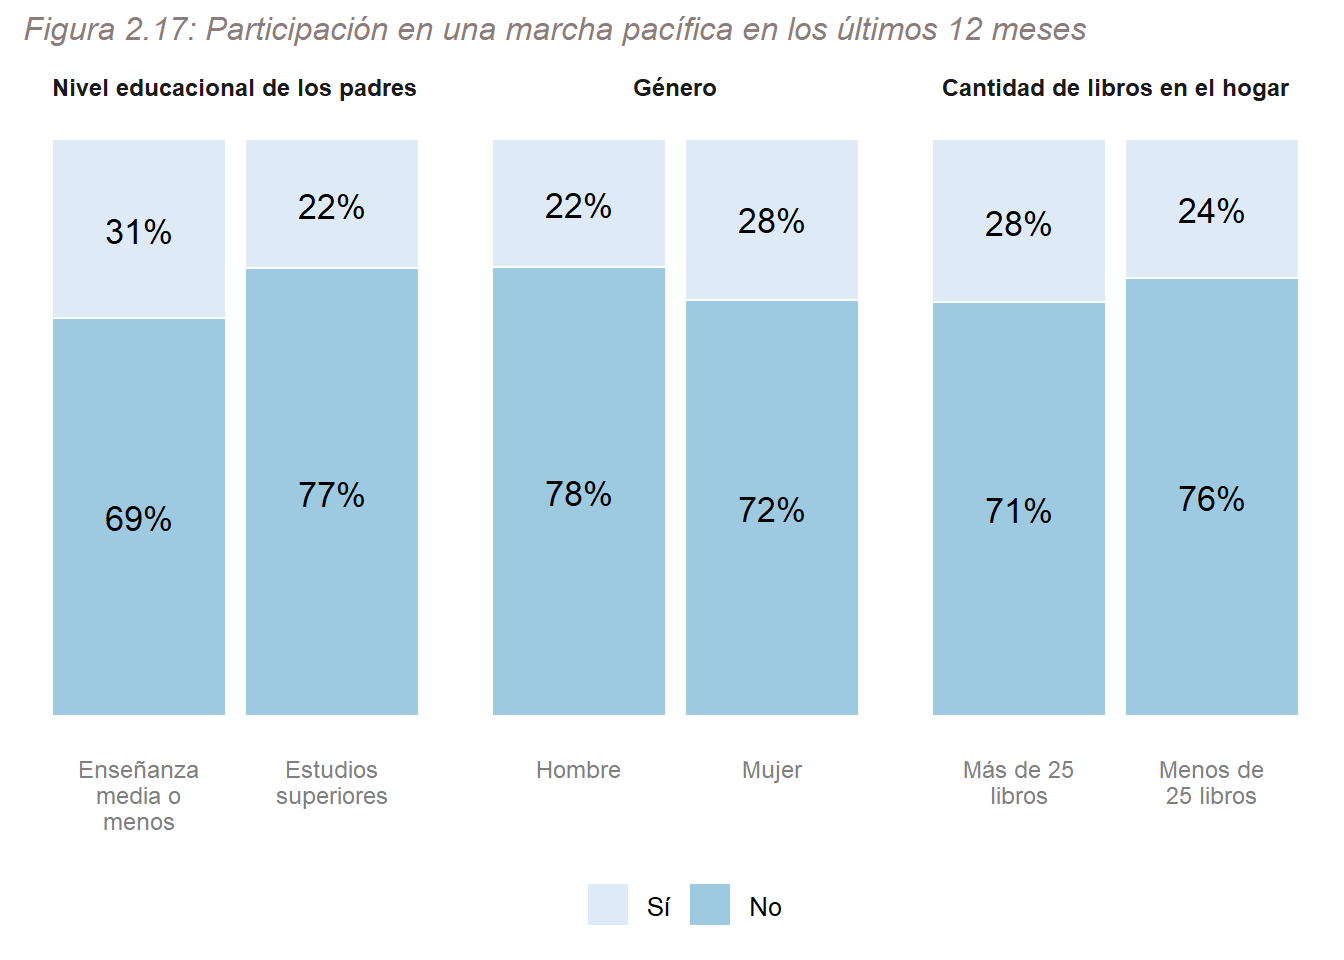 Figura 2.17: Participación en una marcha pacífica en los últimos 12 meses
Nivel educacional de los padres
Género
Cantidad de libros en el hogar
31%
22%
22%
28%
28%
24%
69%
77%
78%
72%
71%
76%
Enseñanza
media o
menos
Estudios
superiores
Hombre
Mujer
Más de 25
libros
Menos de
25 libros
Sí
No